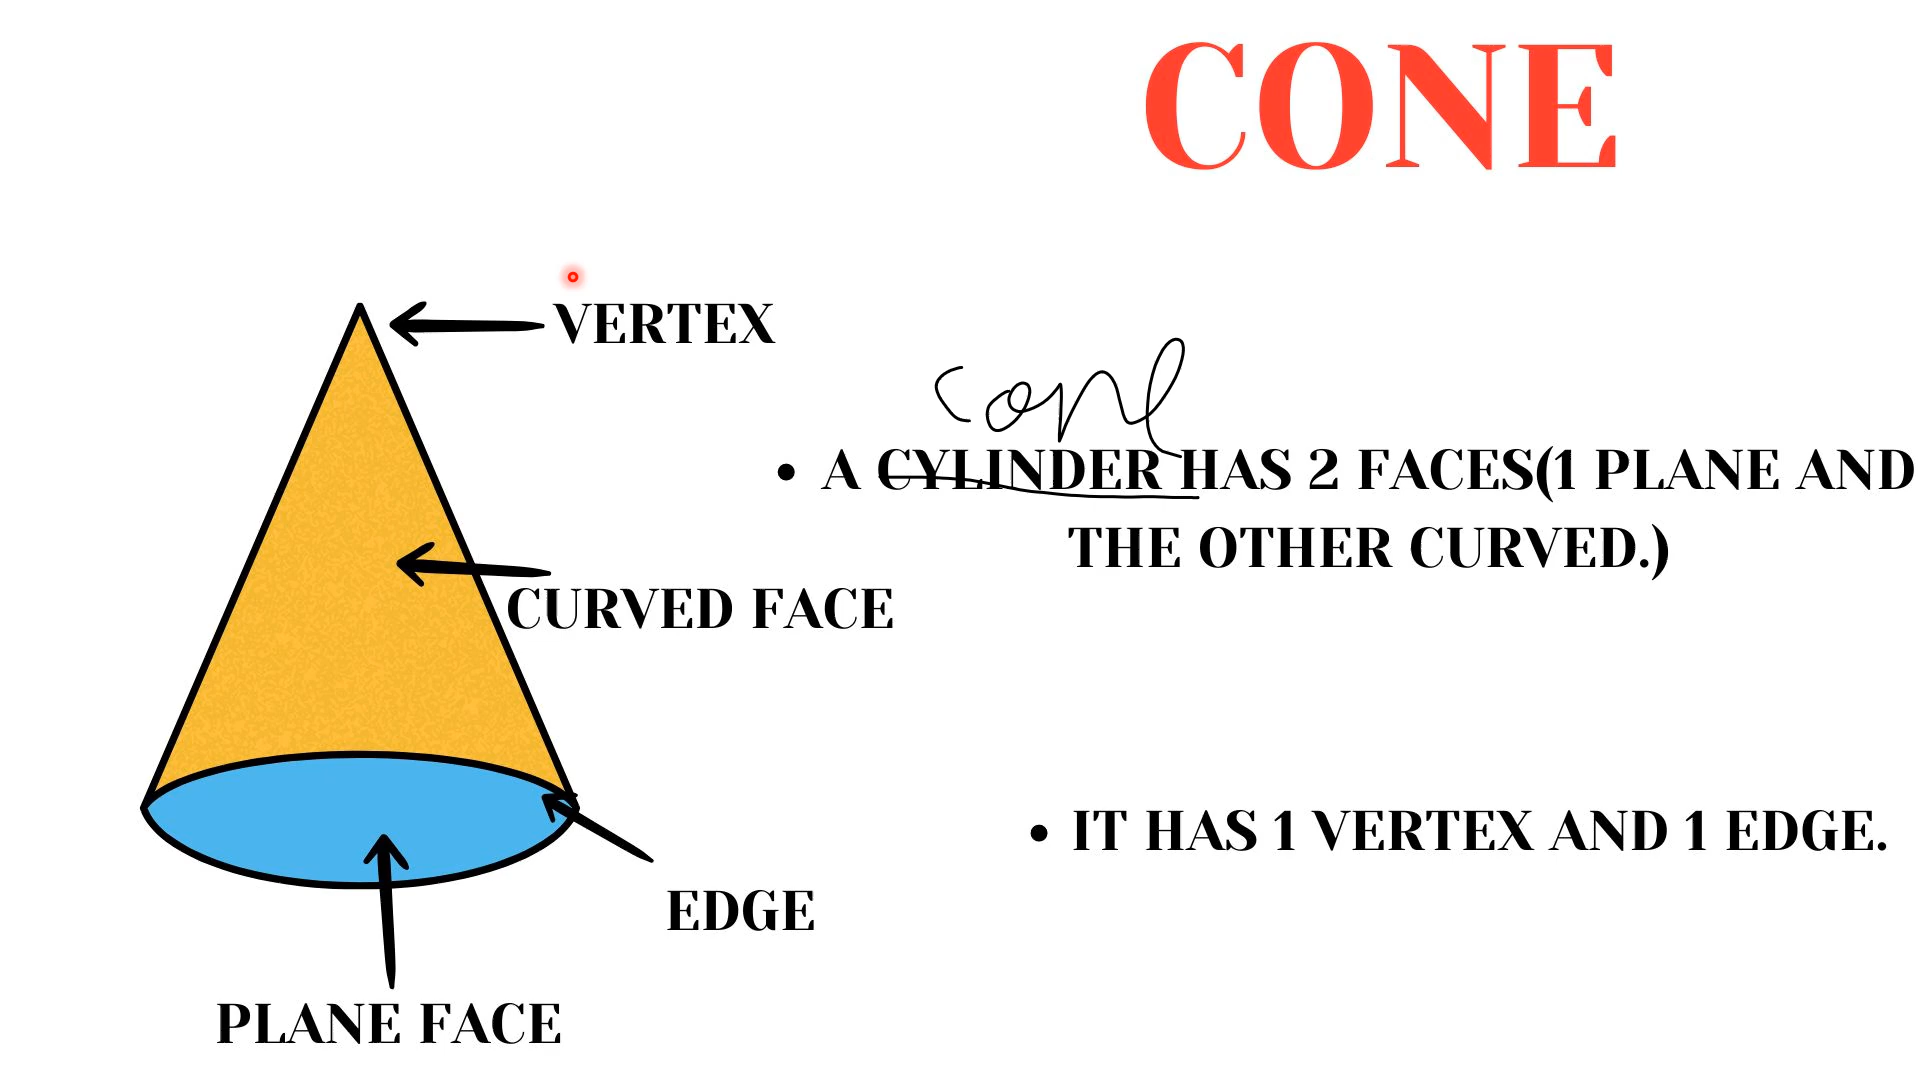 CONE
VERTEX
cone
• A CYLINDER HAS 2 FACES(1 PLANE AND
THE OTHER CURVED.)
CURVED FACE
• IT HAS 1 VERTEX AND 1 EDGE.
EDGE
PLANE FACE